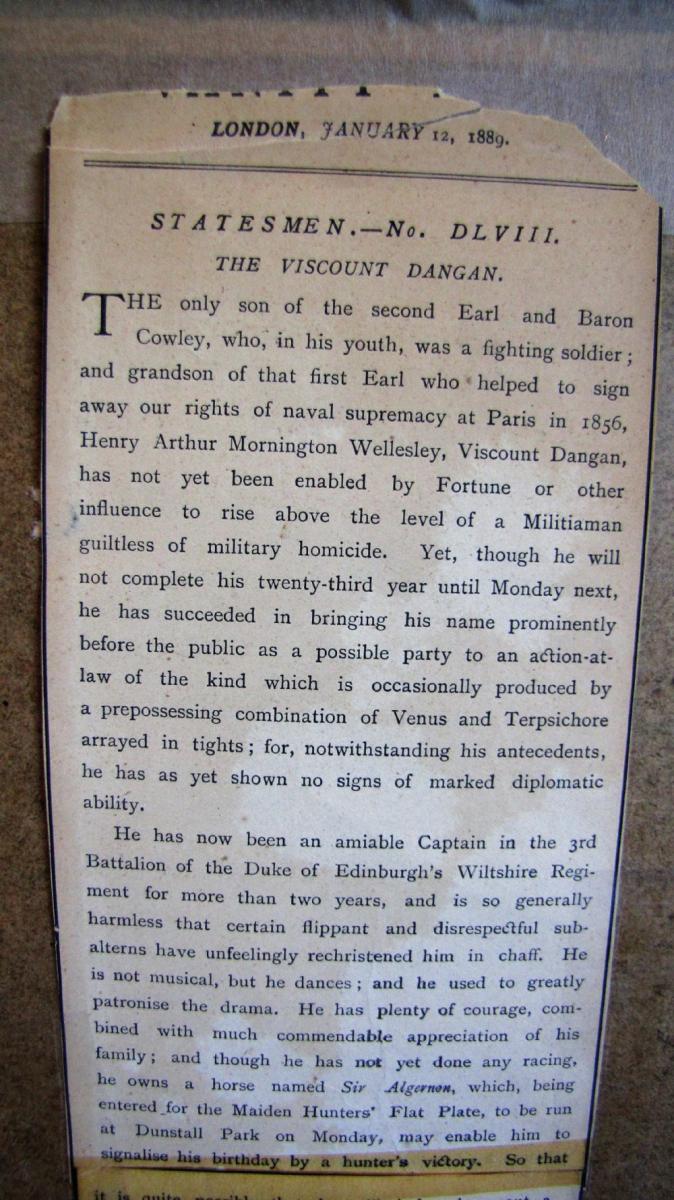 VANITY
LONDON, JANUARY 12, 1889.
STATESMEN.—No. DLVIII.
THE VISCOUNT DANGAN.
THE only son of the second Earl and Baron
Cowley, who, in his youth, was a fighting soldier;
and grandson of that first Earl who helped to sign
away our rights of naval supremacy at Paris in 1856,
Henry Arthur Mornington Wellesley, Viscount Dangan,
has not yet been enabled by Fortune or other
influence to rise above the level of a Militiaman
guiltless of military homicide. Yet, though he will
not complete his twenty-third year until Monday next,
he has succeeded in bringing his name prominently
before the public as a possible party to an action-at-
law of the kind which is occasionally produced by
a prepossessing combination of Venus and Terpsichore
arrayed in tights; for, notwithstanding his antecedents,
he has as yet shown no signs of marked diplomatic
ability.
He has now been an amiable Captain in the 3rd
Battalion of the Duke of Edinburgh's Wiltshire Regi-
ment for more than two years, and is so generally
harmless that certain flippant and disrespectful sub-
alterns have unfeelingly rechristened him in chaff. He
is not musical, but he dances; and he used to greatly
patronise the drama. He has plenty of courage, com-
bined with much commendable appreciation of his
family; and though he has not yet done any racing,
he owns a horse named Sir Algernon, which, being
entered for the Maiden Hunters' Flat Plate, to be run
at Dunstall Park on Monday, may enable him to
signalise his birthday by a hunter's victory. So that
it is quite